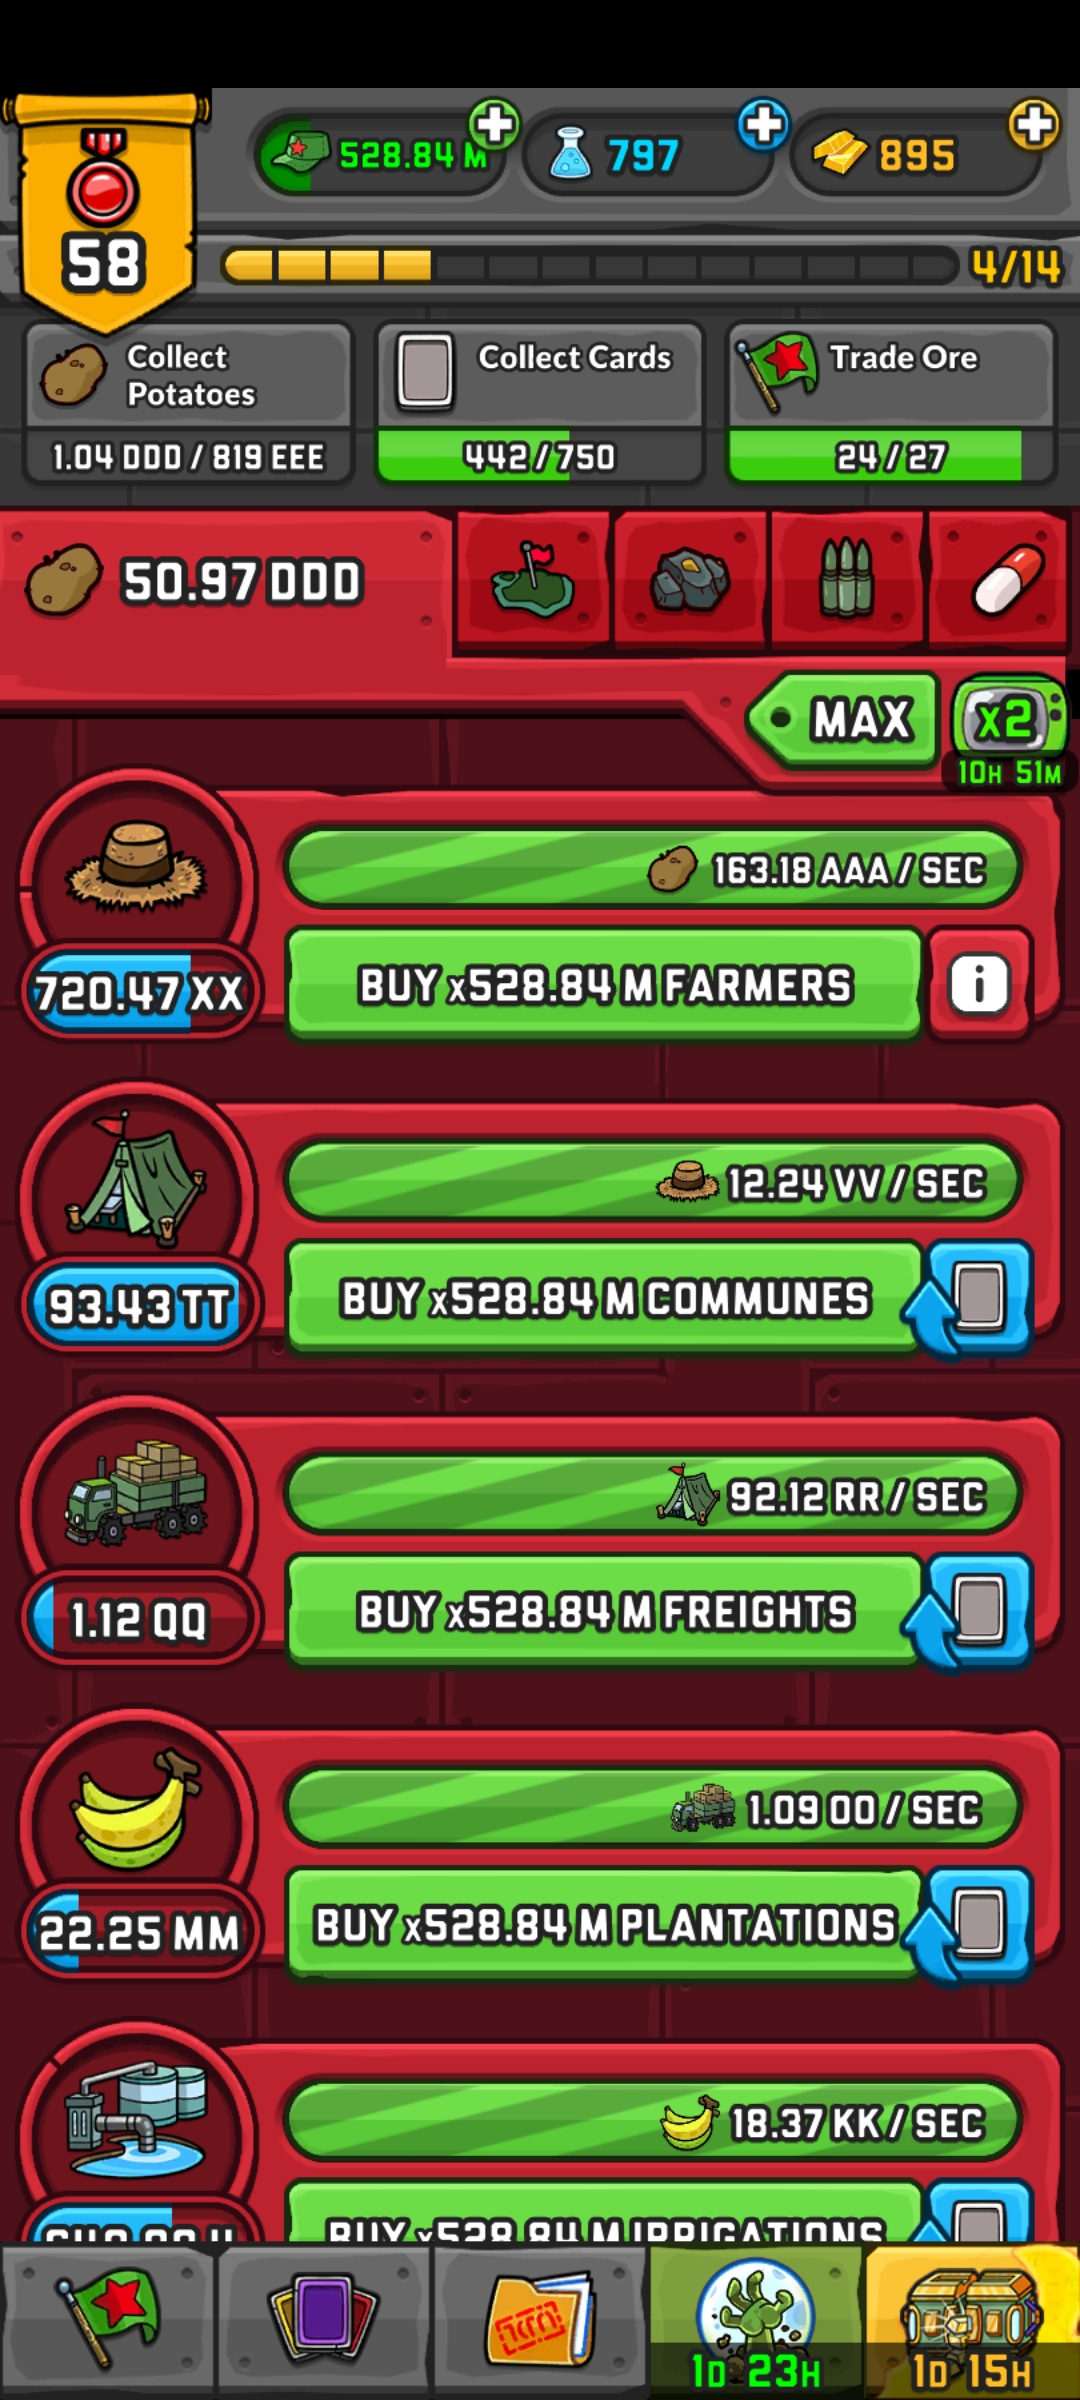 58
528.84 M
797
895
4/14
Collect
Potatoes
1.04 DDD / 819 EEE
Collect Cards
442/750
Trade Ore
24/27
50.97 DDD
MAX
x2
10H 51M
163.18 AAA / SEC
720.47 XX
BUY x528.84 M FARMERS
i
12.24 VV / SEC
93.43 TT
BUY x528.84 M COMMUNES
92.12 RR / SEC
1.12 QQ
BUY x528.84 M FREIGHTS
1.09 OO / SEC
22.25 MM
BUY x528.84 M PLANTATIONS
18.37 KK / SEC
BUY x528.84 M IRRIGATIONS
1D 23H
1D 15H